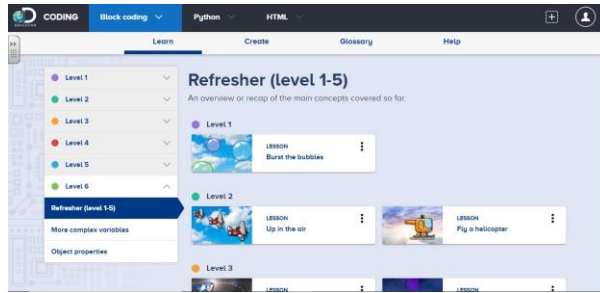 CODING
Block coding
Python
HTML
Learn
Create
Glossary
Help
Level 1
Level 2
Level 3
Level 4
Level 5
Level 6
Refresher (level 1-5)
More complex variables
Object properties
Refresher (level 1-5)
An overview or recap of the main concepts covered so far.
Level 1
LESSON
Burst the bubbles
Level 2
LESSON
Up in the air
LESSON
Fly a helicopter
Level 3
LESSON
LESSON